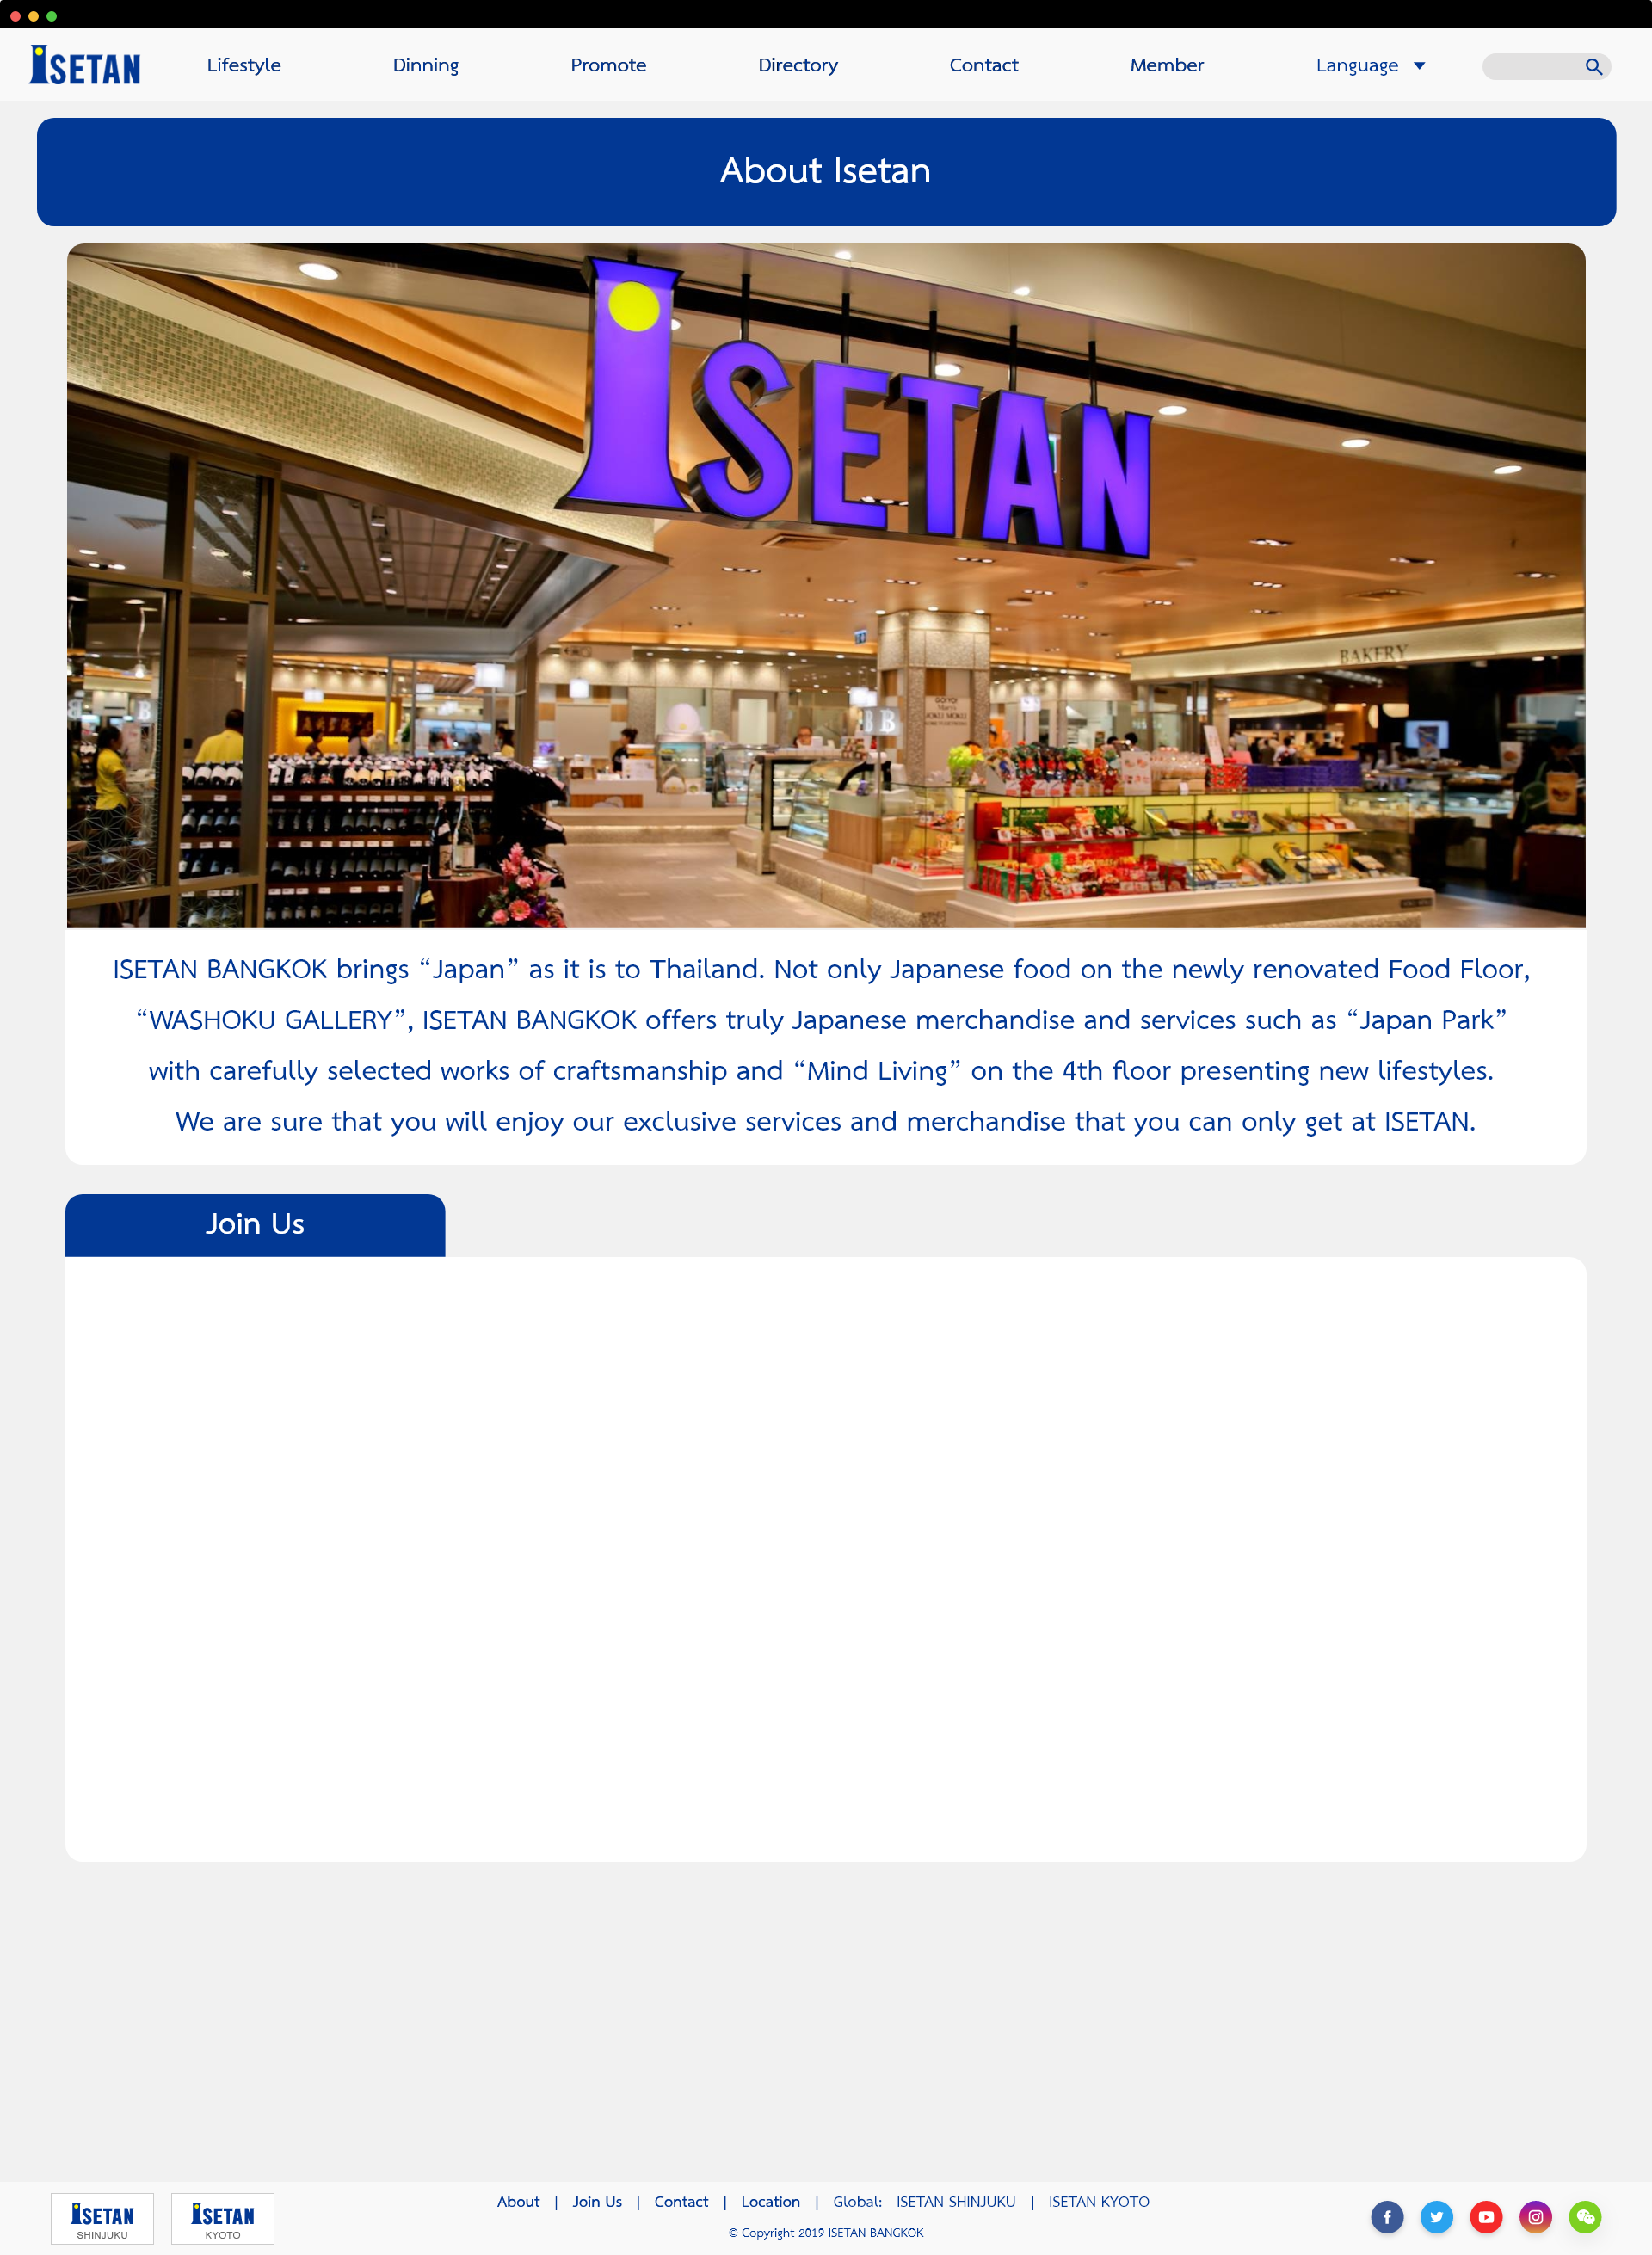 ISETAN
Lifestyle
Dinning
Promote
Directory
Contact
Member
Language
About Isetan
ISETAN
BAKERY
ISETAN BANGKOK brings “Japan” as it is to Thailand. Not only Japanese food on the newly renovated Food Floor,
“WASHOKU GALLERY”, ISETAN BANGKOK offers truly Japanese merchandise and services such as “Japan Park”
with carefully selected works of craftsmanship and “Mind Living” on the 4th floor presenting new lifestyles.
We are sure that you will enjoy our exclusive services and merchandise that you can only get at ISETAN.
Join Us
ISETAN
SHINJUKU
ISETAN
KYOTO
About | Join Us | Contact | Location | Global: ISETAN SHINJUKU | ISETAN KYOTO
© Copyright 2019 ISETAN BANGKOK